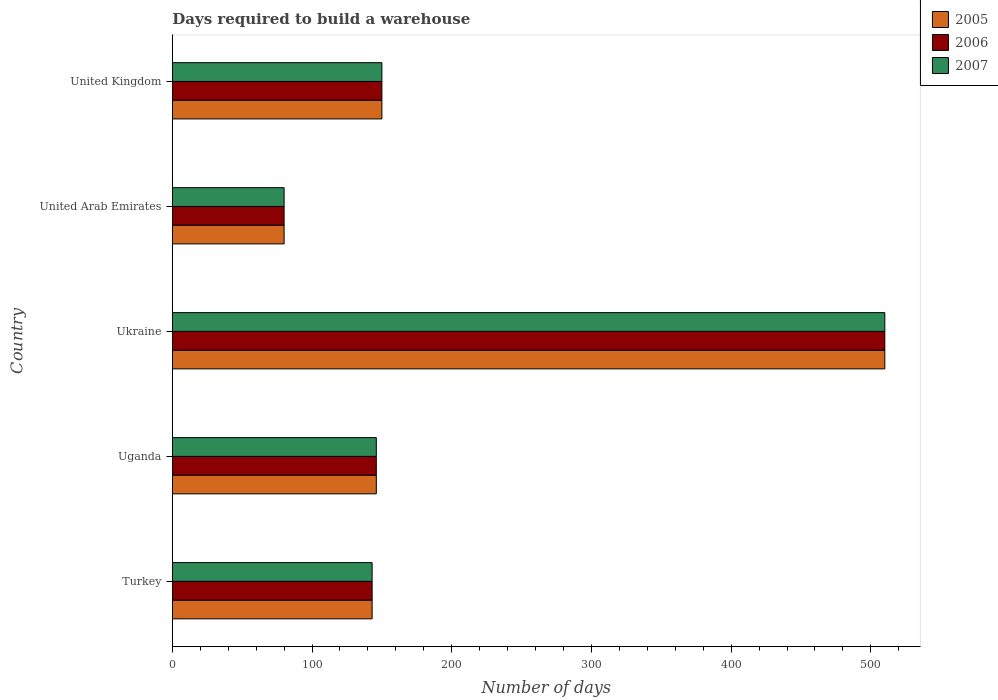 Days required to build a warehouse
2005
2006
2007
United Kingdom
United Arab Emirates
Ukraine
Uganda
Turkey
Country
0
100
200
300
400
500
Number of days